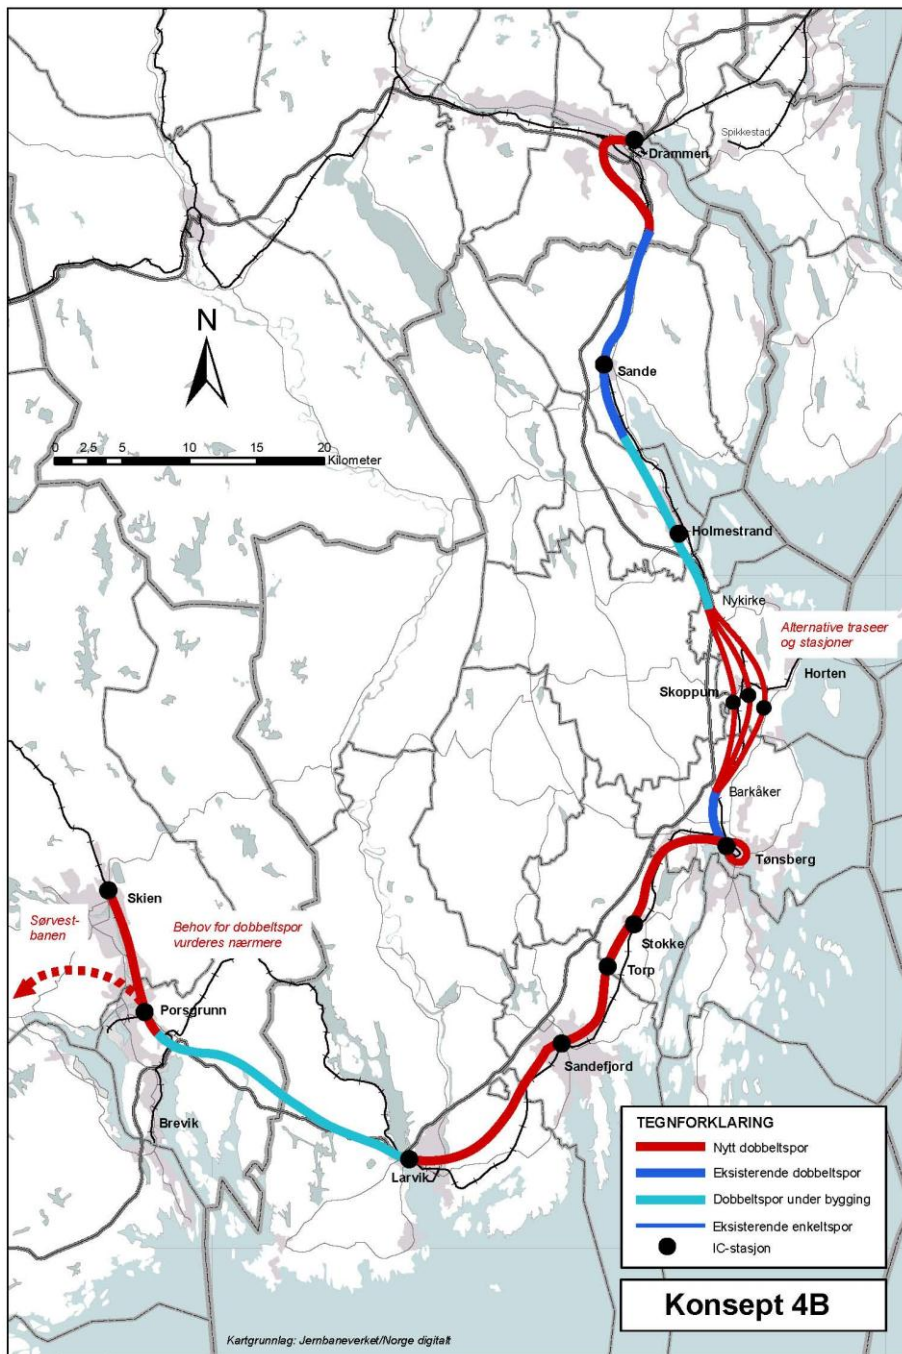 Spikkestad
Drammen
N
Sande
0 2,5 5 10 15 20
Kilometer
Holmestrand
Nykirke
Alternative traseer
og stasjoner
Horten
Skoppum
Barkåker
Tønsberg
Skien
Sørvest-
banen
Behov for dobbeltspor
vurderes nærmere
Stokke
Torp
Porsgrunn
Sandefjord
Brevik
Larvik
TEGNFORKLARING
Nytt dobbeltspor
Eksisterende dobbeltspor
Dobbeltspor under bygging
Eksisterende enkeltspor
IC-stasjon
Konsept 4B
Kartgrunnlag: Jernbaneverket/Norge digitalt